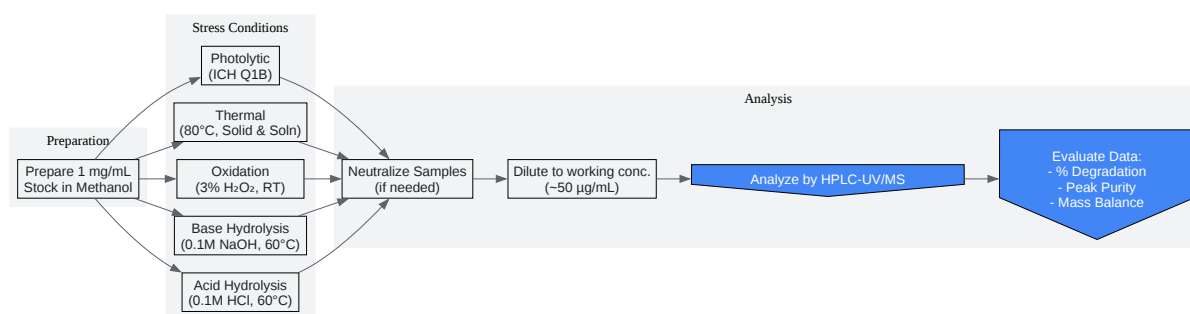 Preparation
Prepare 1 mg/mL
Stock in Methanol
Stress Conditions
Photolytic
(ICH Q1B)
Thermal
(80°C, Solid & Soln)
Oxidation
(3% H₂O₂, RT)
Base Hydrolysis
(0.1M NaOH, 60°C)
Acid Hydrolysis
(0.1M HCl, 60°C)
Analysis
Neutralize Samples
(if needed)
Dilute to working conc.
(~50 µg/mL)
Analyze by HPLC-UV/MS
Evaluate Data:
- % Degradation
- Peak Purity
- Mass Balance